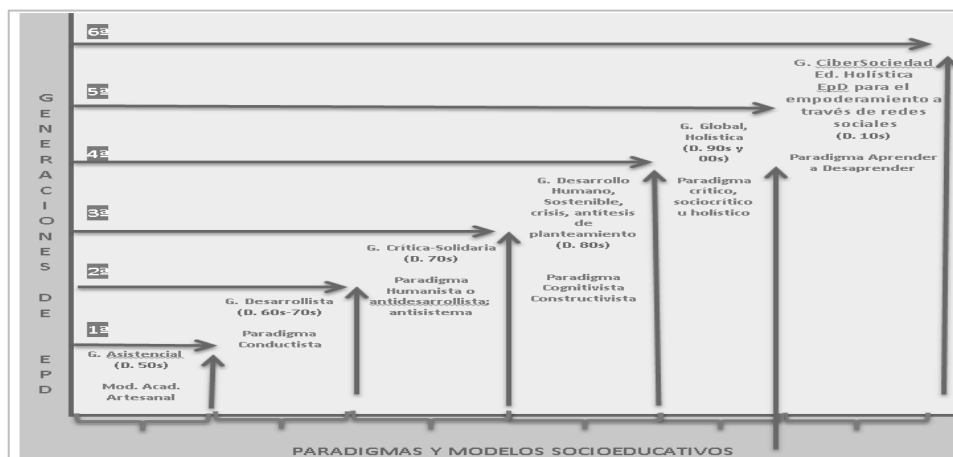 GENERACIONES DE EPD
6ª
5ª
4ª
3ª
2ª
1ª
G. Asistencial
(D. 50s)
Mod. Acad.
Artesanal
G. Desarrollista
(D. 60s-70s)
Paradigma
Conductista
G. Crítica-Solidaria
(D. 70s)
Paradigma
Humanista o
antidesarrollista;
antisistema
G. Desarrollo
Humano,
Sostenible,
crisis, antítesis
de
planteamiento
(D. 80s)
Paradigma
Cognitivista
Constructivista
G. Global,
Holística
(D. 90s y
00s)
Paradigma
crítico,
sociocrítico
u holístico
G. CiberSociedad
Ed. Holística
EpD para el
empoderamiento a
través de redes
sociales
(D. 10s)
Paradigma Aprender
a Desaprender
PARADIGMAS Y MODELOS SOCIOEDUCATIVOS